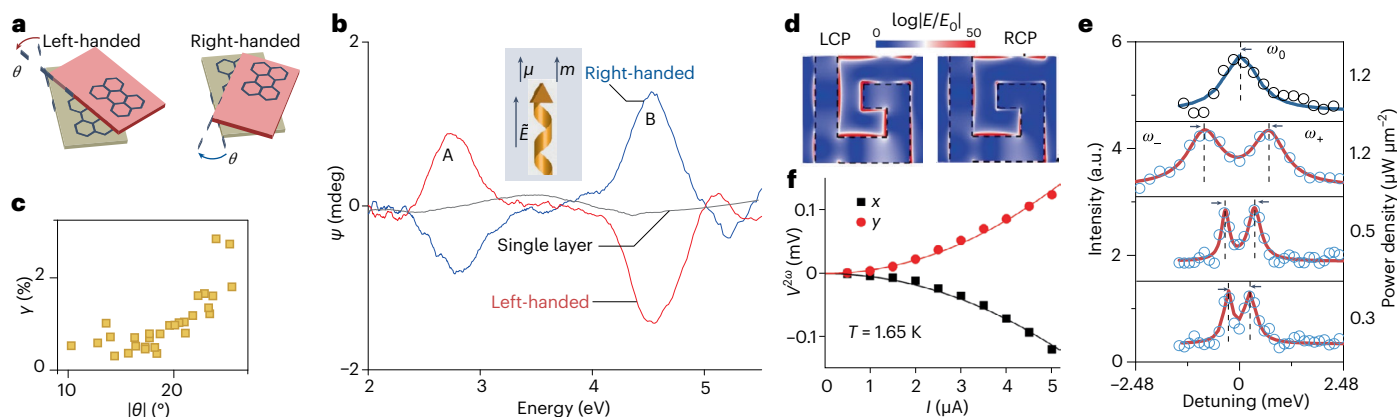 a
Left-handed
Right-handed
θ
θ
b
2
0
−2
ψ (mdeg)
2
3
4
5
Energy (eV)
μ
m
Ẽ
A
B
Right-handed
Single layer
Left-handed
c
2
0
γ (%)
10
20
|θ| (°)
d
log|E/E0|
LCP
0
50
RCP
f
x
y
0.1
0
−0.1
V2ω (mV)
T = 1.65 K
0
1
2
3
4
5
I (μA)
e
6
4
2
0
Intensity (a.u.)
ω0
ω−
ω+
1.2
1.2
0.5
0.3
Power density (μW μm−2)
−2.48
0
2.48
Detuning (meV)